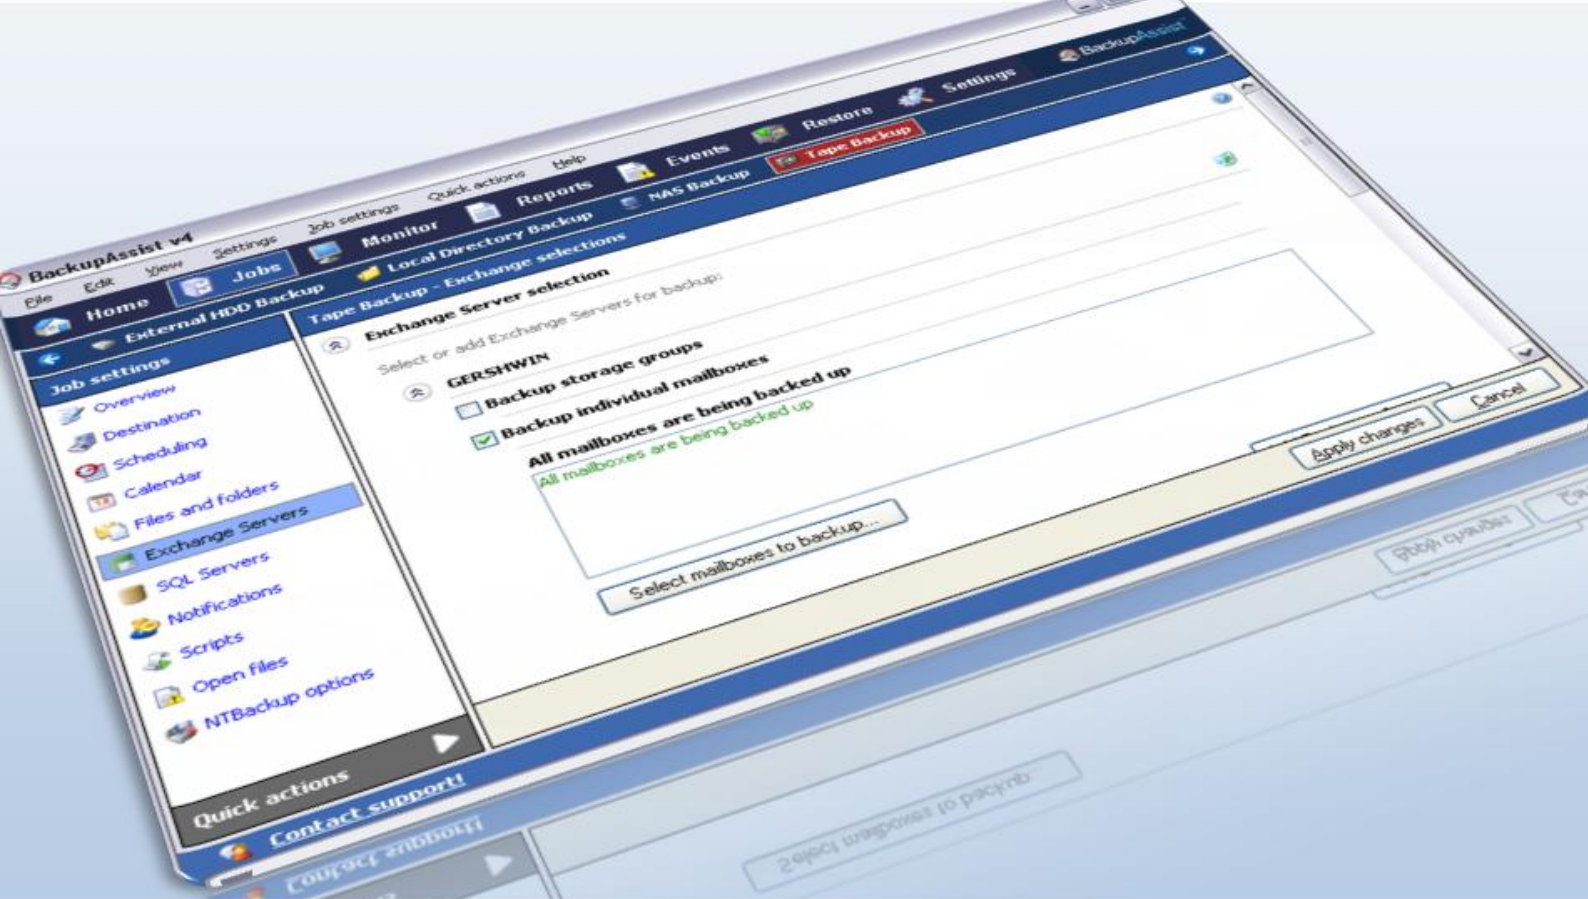 BackupAssist v4
File Edit View Settings Job settings Quick actions Help
Home Jobs Monitor Reports Events Restore Settings BackupAssist
External HDD Backup Local Directory Backup NAS Backup Tape Backup
Job settings
Overview
Destination
Scheduling
Calendar
Files and folders
Exchange Servers
SQL Servers
Notifications
Scripts
Open files
NTBackup options
Quick actions
Contact support!
Tape Backup - Exchange selections
Exchange Server selection
Select or add Exchange Servers for backup:
GERSHWIN
Backup storage groups
Backup individual mailboxes
All mailboxes are being backed up
All mailboxes are being backed up
Select mailboxes to backup...
Apply changes Cancel